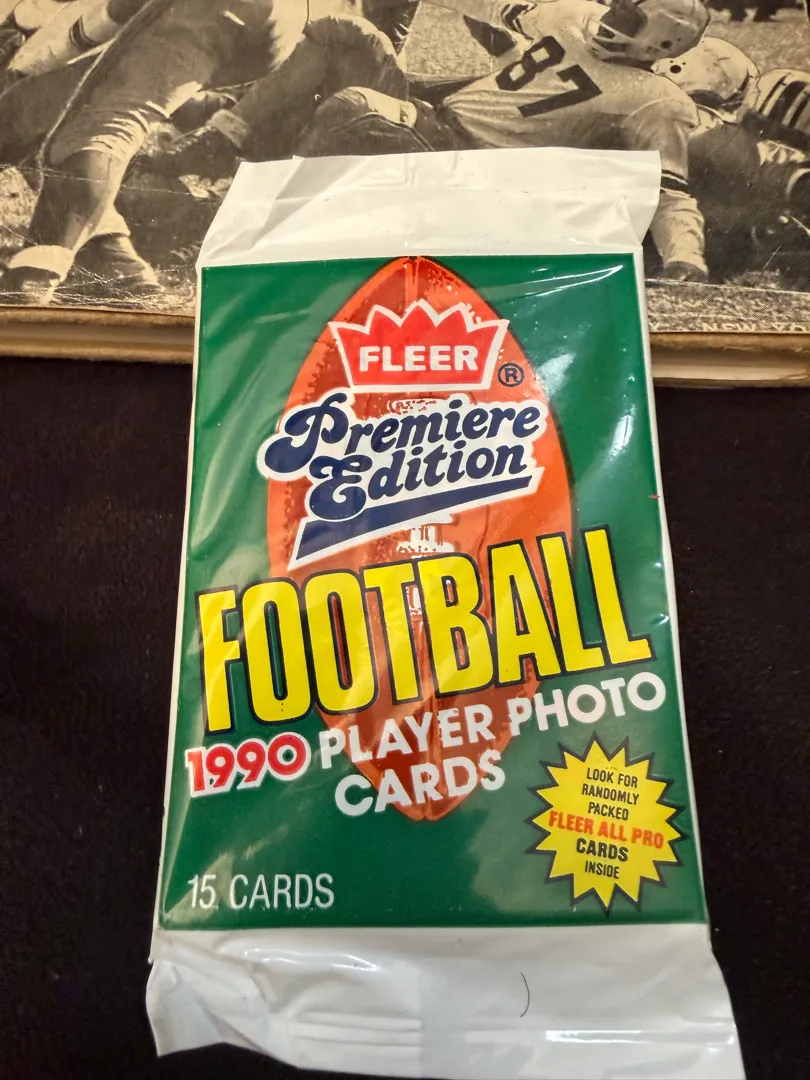 87
FLEER
®
Premiere
Edition
FOOTBALL
1990 PLAYER PHOTO
CARDS
LOOK FOR
RANDOMLY
PACKED
FLEER ALL PRO
CARDS
INSIDE
15 CARDS